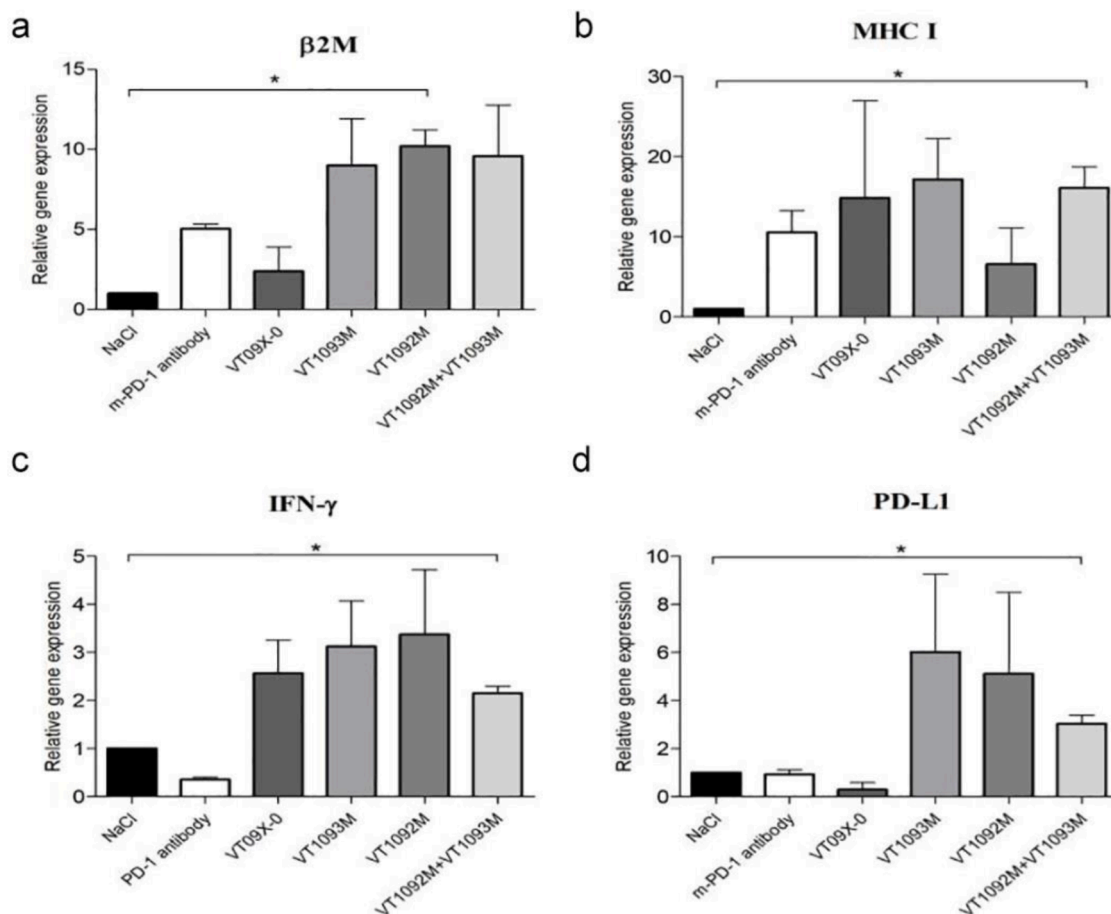 a
β2M
*
Relative gene expression
15
10
5
0
NaCl
m-PD-1 antibody
VT09X-0
VT1093M
VT1092M
VT1092M+VT1093M
b
MHC I
*
Relative gene expression
30
20
10
0
NaCl
m-PD-1 antibody
VT09X-0
VT1093M
VT1092M
VT1092M+VT1093M
c
IFN-γ
*
Relative gene expression
5
4
3
2
1
0
NaCl
PD-1 antibody
VT09X-0
VT1093M
VT1092M
VT1092M+VT1093M
d
PD-L1
*
Relative gene expression
10
8
6
4
2
0
NaCl
m-PD-1 antibody
VT09X-0
VT1093M
VT1092M
VT1092M+VT1093M